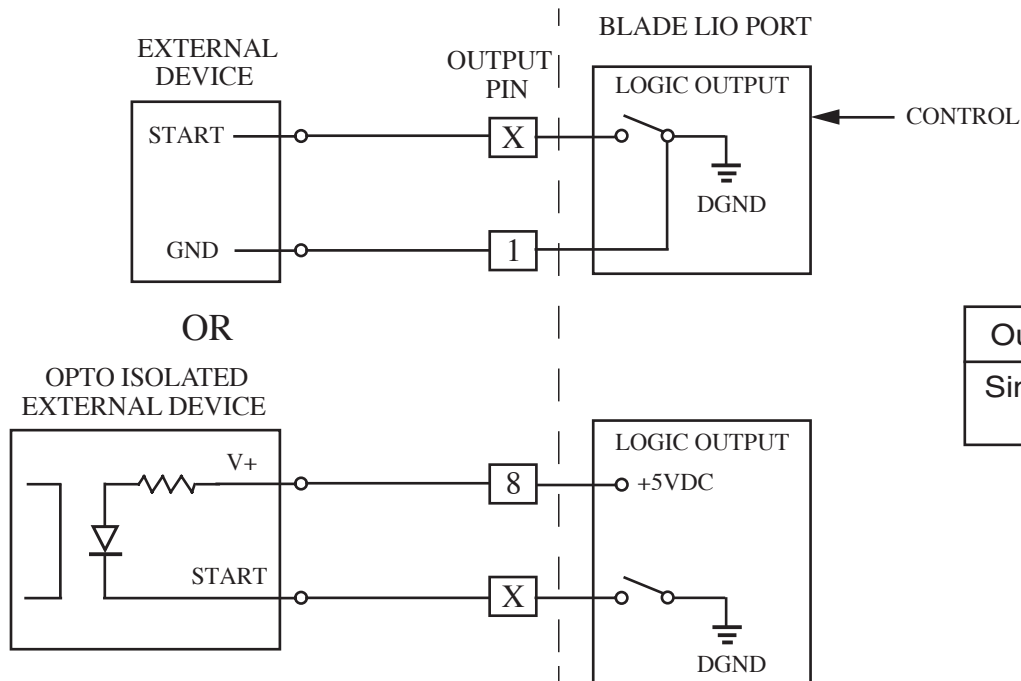 BLADE LIO PORT
EXTERNAL
DEVICE
OUTPUT
PIN
LOGIC OUTPUT
START
X
CONTROL
DGND
GND
1
OR
OPTO ISOLATED
EXTERNAL DEVICE
LOGIC OUTPUT
V+
8
+5VDC
START
X
DGND